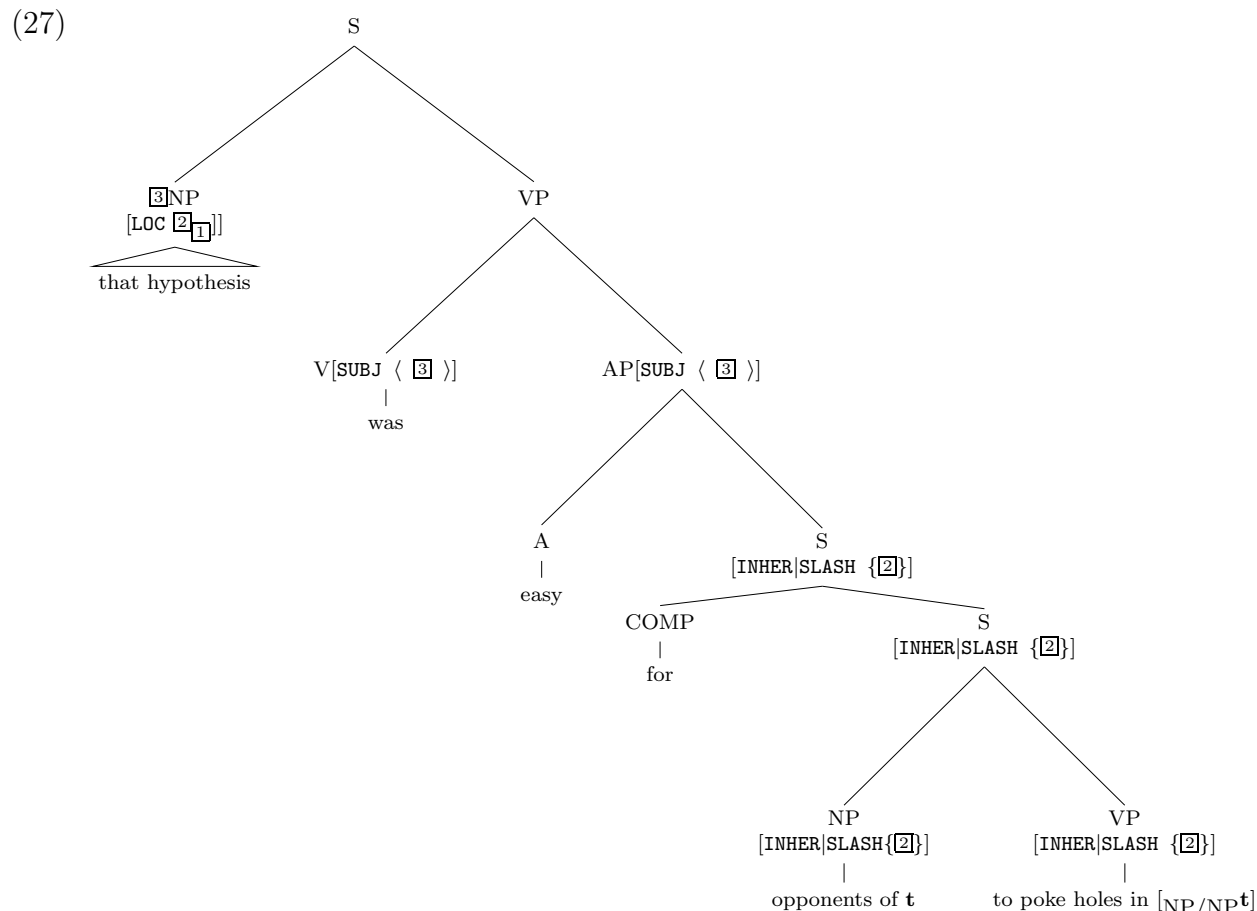 (27)
S
[3]NP
[LOC [2][1]]]
VP
that hypothesis
V[SUBJ ⟨ [3] ⟩]
AP[SUBJ ⟨ [3] ⟩]
was
A
S
[INHER|SLASH {[2]}]
easy
COMP
S
[INHER|SLASH {[2]}]
for
NP
[INHER|SLASH{[2]}]
VP
[INHER|SLASH {[2]}]
opponents of t
to poke holes in [NP/NP t]